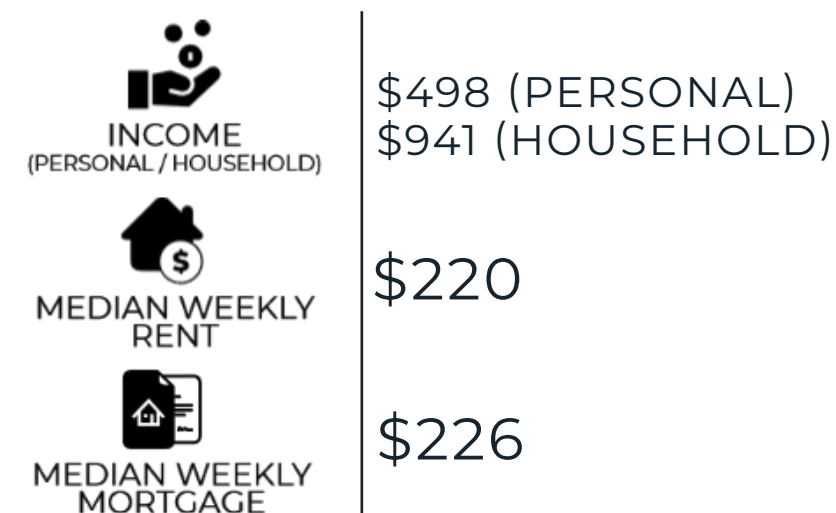 INCOME
(PERSONAL / HOUSEHOLD)
$498 (PERSONAL)
$941 (HOUSEHOLD)
$
MEDIAN WEEKLY
RENT
$220
MEDIAN WEEKLY
MORTGAGE
$226